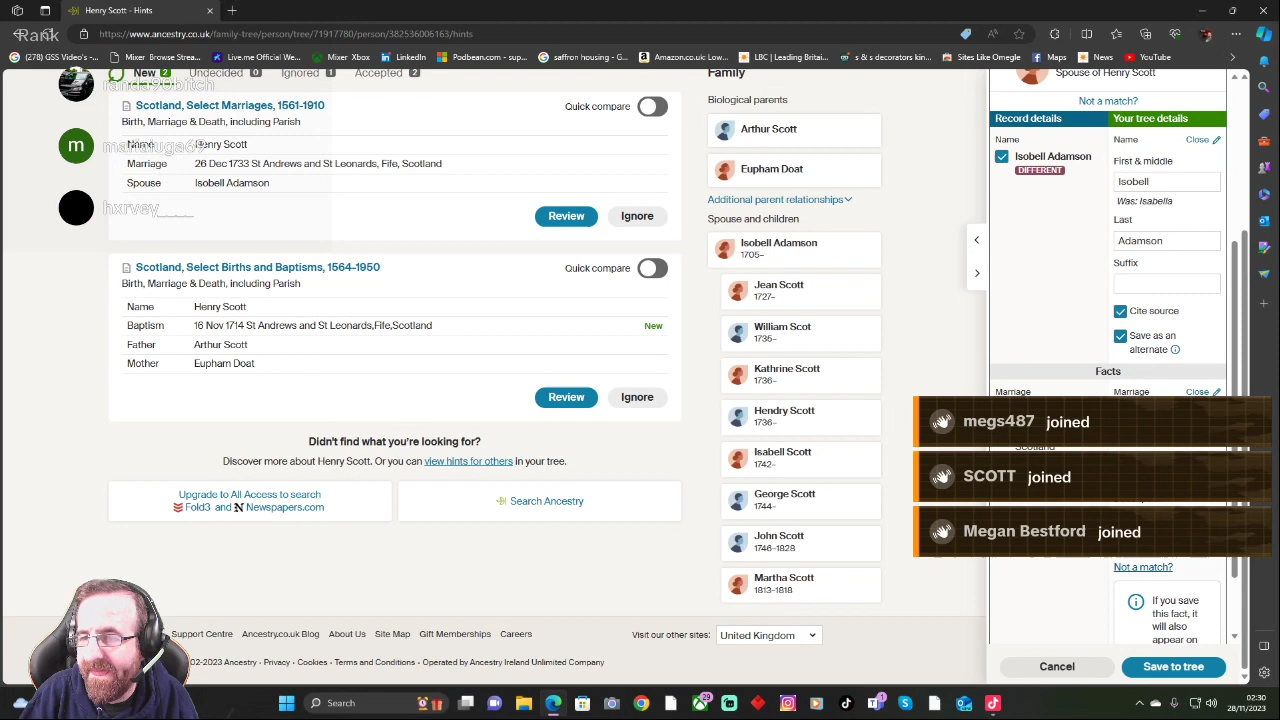 Henry Scott - Hints
Rank
https://www.ancestry.co.uk/family-tree/person/tree/71917780/person/382536006163/hints
(278) GSS Video's -...
Mixer Browse Stre...
Live.me Official We...
Mixer Xbox
LinkedIn
Podbean.com - sup...
saffron housing - G...
Amazon.co.uk Low...
LBC | Leading Britai...
s & s decorators kin...
Sites Like Omegle
Maps
News
YouTube
New 2
Undecided 0
Ignored 1
Accepted 2
randa90bitch
Scotland, Select Marriages, 1561-1910
Quick compare
Birth, Marriage & Death, including Parish
Name Henry Scott
Marriage 26 Dec 1733 St Andrews and St Leonards, Fife, Scotland
Spouse Isobell Adamson
hxrvey____
Review
Ignore
Scotland, Select Births and Baptisms, 1564-1950
Quick compare
Birth, Marriage & Death, including Parish
Name Henry Scott
Baptism 16 Nov 1714 St Andrews and St Leonards,Fife,Scotland New
Father Arthur Scott
Mother Eupham Doat
Review
Ignore
Didn't find what you're looking for?
Discover more about Henry Scott. Or you can view hints for others in your tree.
Upgrade to All Access to search
Fold3 and Newspapers.com
Search Ancestry
Family
Biological parents
Arthur Scott
Eupham Doat
Additional parent relationships
Spouse and children
Isobell Adamson
1705-
Jean Scott
1727-
William Scot
1735-
Kathrine Scott
1736-
Hendry Scott
1736-
Isabell Scott
1742-
George Scott
1744-
John Scott
1746-1828
Martha Scott
1813-1818
Spouse of Henry Scott
Not a match?
Record details
Your tree details
Name
Isobell Adamson
DIFFERENT
Name Close
First & middle
Isobell
Was: Isabella
Last
Adamson
Suffix
Cite source
Save as an
alternate
Facts
Marriage
Marriage Close
megs487 joined
SCOTT joined
Megan Bestford joined
Not a match?
If you save
this fact, it
will also
appear on
Cancel
Save to tree
Support Centre
Ancestry.co.uk Blog
About Us
Site Map
Gift Memberships
Careers
Visit our other sites:
United Kingdom
02-2023 Ancestry · Privacy · Cookies · Terms and Conditions · Operated by Ancestry Ireland Unlimited Company
Search
29
1
02:30
28/11/2023